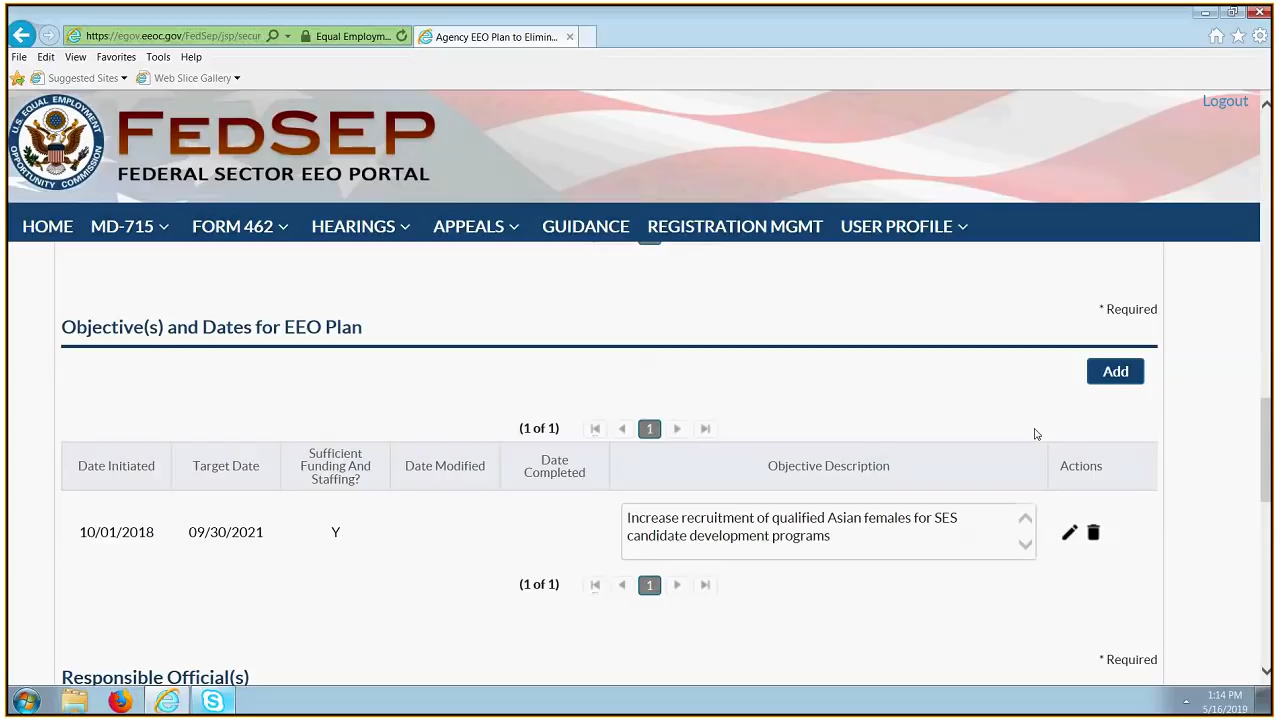 https://egov.eeoc.gov/FedSep/jsp/secur
Equal Employm...
Agency EEO Plan to Elimin...
File Edit View Favorites Tools Help
Suggested Sites
Web Slice Gallery
U.S. EQUAL EMPLOYMENT OPPORTUNITY COMMISSION
FEDSEP
FEDERAL SECTOR EEO PORTAL
Logout
HOME MD-715 FORM 462 HEARINGS APPEALS GUIDANCE REGISTRATION MGMT USER PROFILE
* Required
Objective(s) and Dates for EEO Plan
Add
(1 of 1) 1
Date Initiated
Target Date
Sufficient
Funding And
Staffing?
Date Modified
Date
Completed
Objective Description
Actions
10/01/2018
09/30/2021
Y
Increase recruitment of qualified Asian females for SES
candidate development programs
(1 of 1) 1
* Required
Responsible Official(s)
1:14 PM
5/16/2019